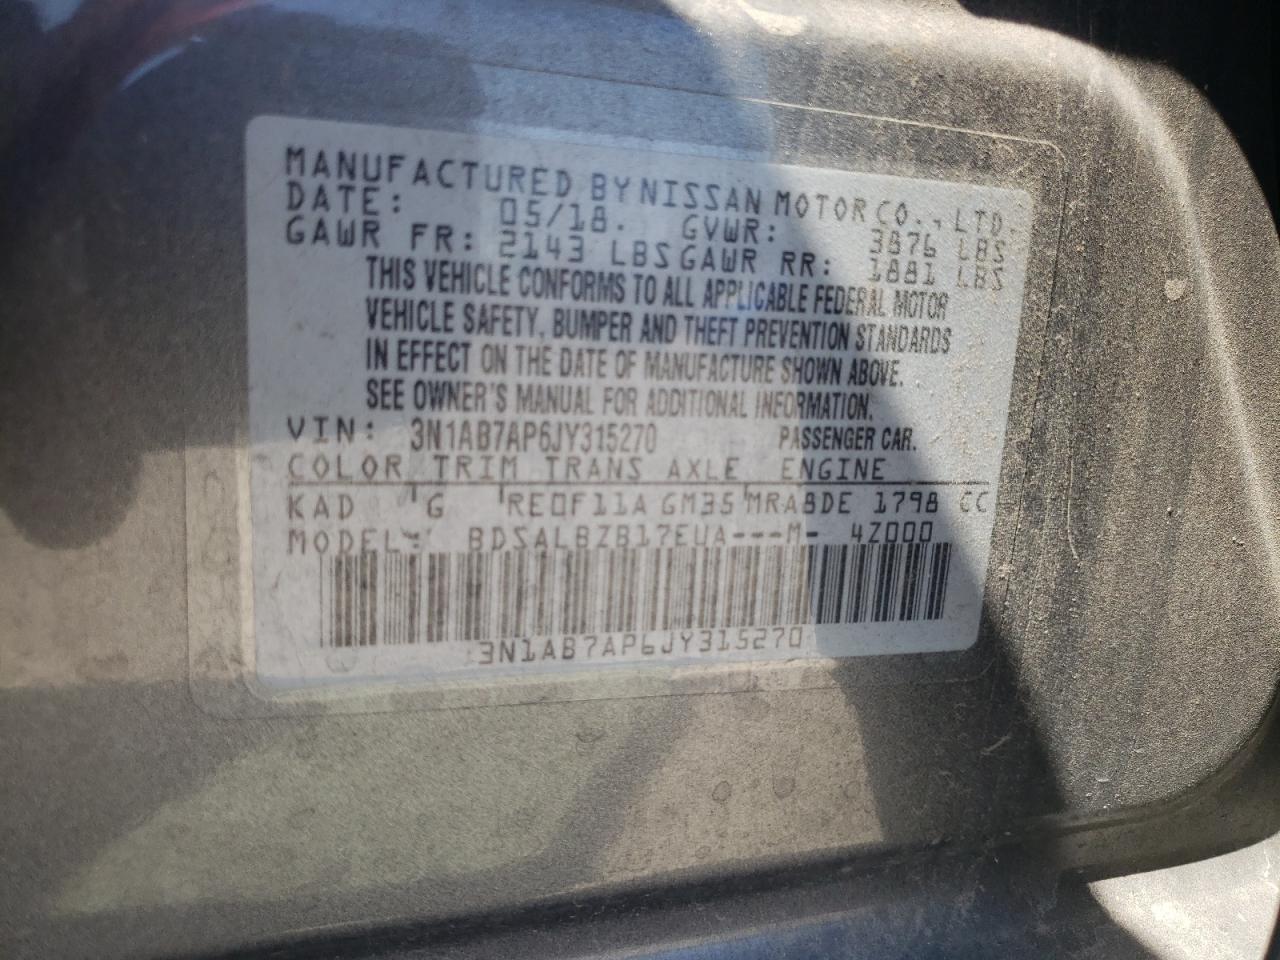 MANUFACTURED BY NISSAN MOTOR CO., LTD.
DATE: 05/18. GVWR: 3876 LBS
GAWR FR: 2143 LBS GAWR RR: 1881 LBS
THIS VEHICLE CONFORMS TO ALL APPLICABLE FEDERAL MOTOR
VEHICLE SAFETY, BUMPER AND THEFT PREVENTION STANDARDS
IN EFFECT ON THE DATE OF MANUFACTURE SHOWN ABOVE.
SEE OWNER'S MANUAL FOR ADDITIONAL INFORMATION.
VIN: 3N1AB7AP6JY315270 PASSENGER CAR.
COLOR TRIM TRANS AXLE ENGINE
KAD G RE0F11A GM35 MRA8DE 1798 CC
MODEL: BDSALBZB17EUA---M- 4Z000
3N1AB7AP6JY315270